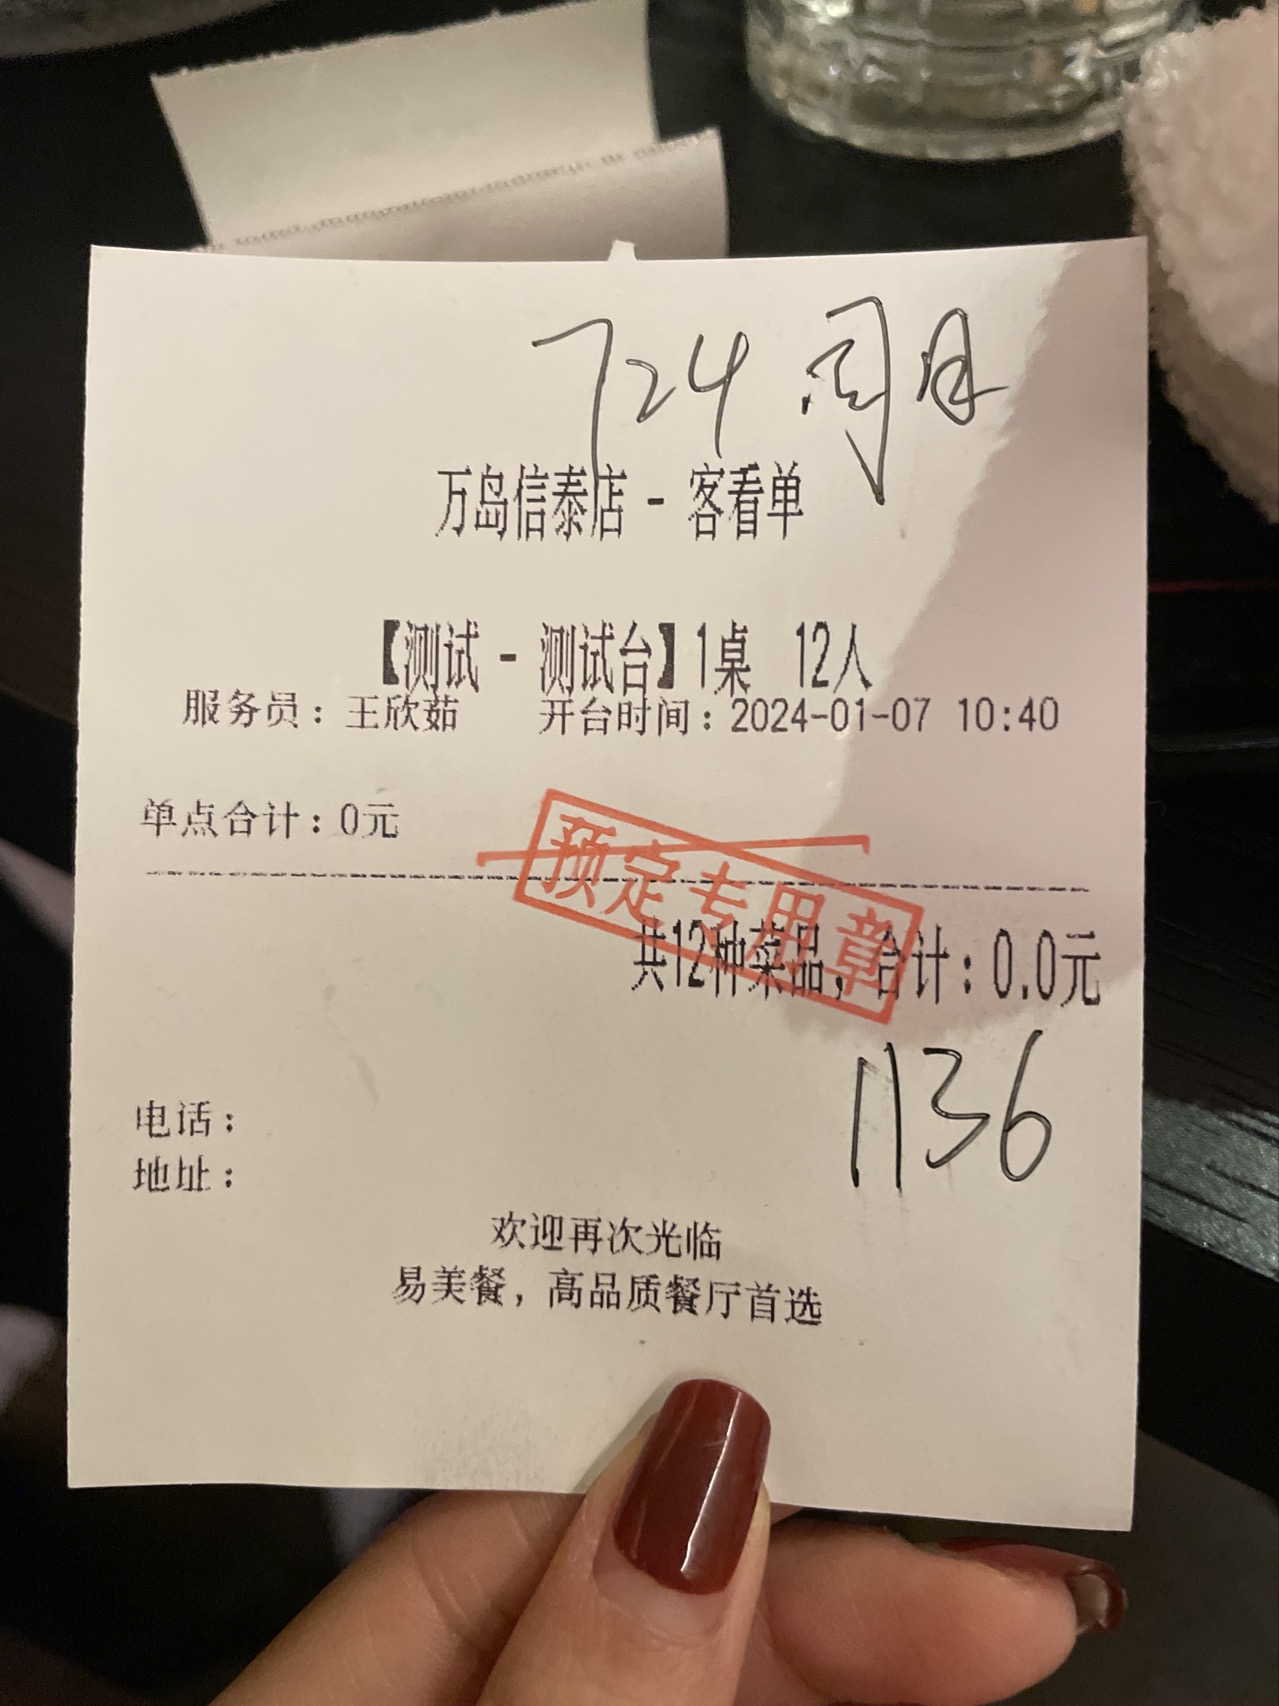 724
万岛信泰店 - 客看单
【测试 - 测试台】1桌 12人
服务员：王欣茹 开台时间：2024-01-07 10:40
单点合计：0元
预定专用章
共12种菜品，合计：0.0元
1136
电话：
地址：
欢迎再次光临
易美餐，高品质餐厅首选